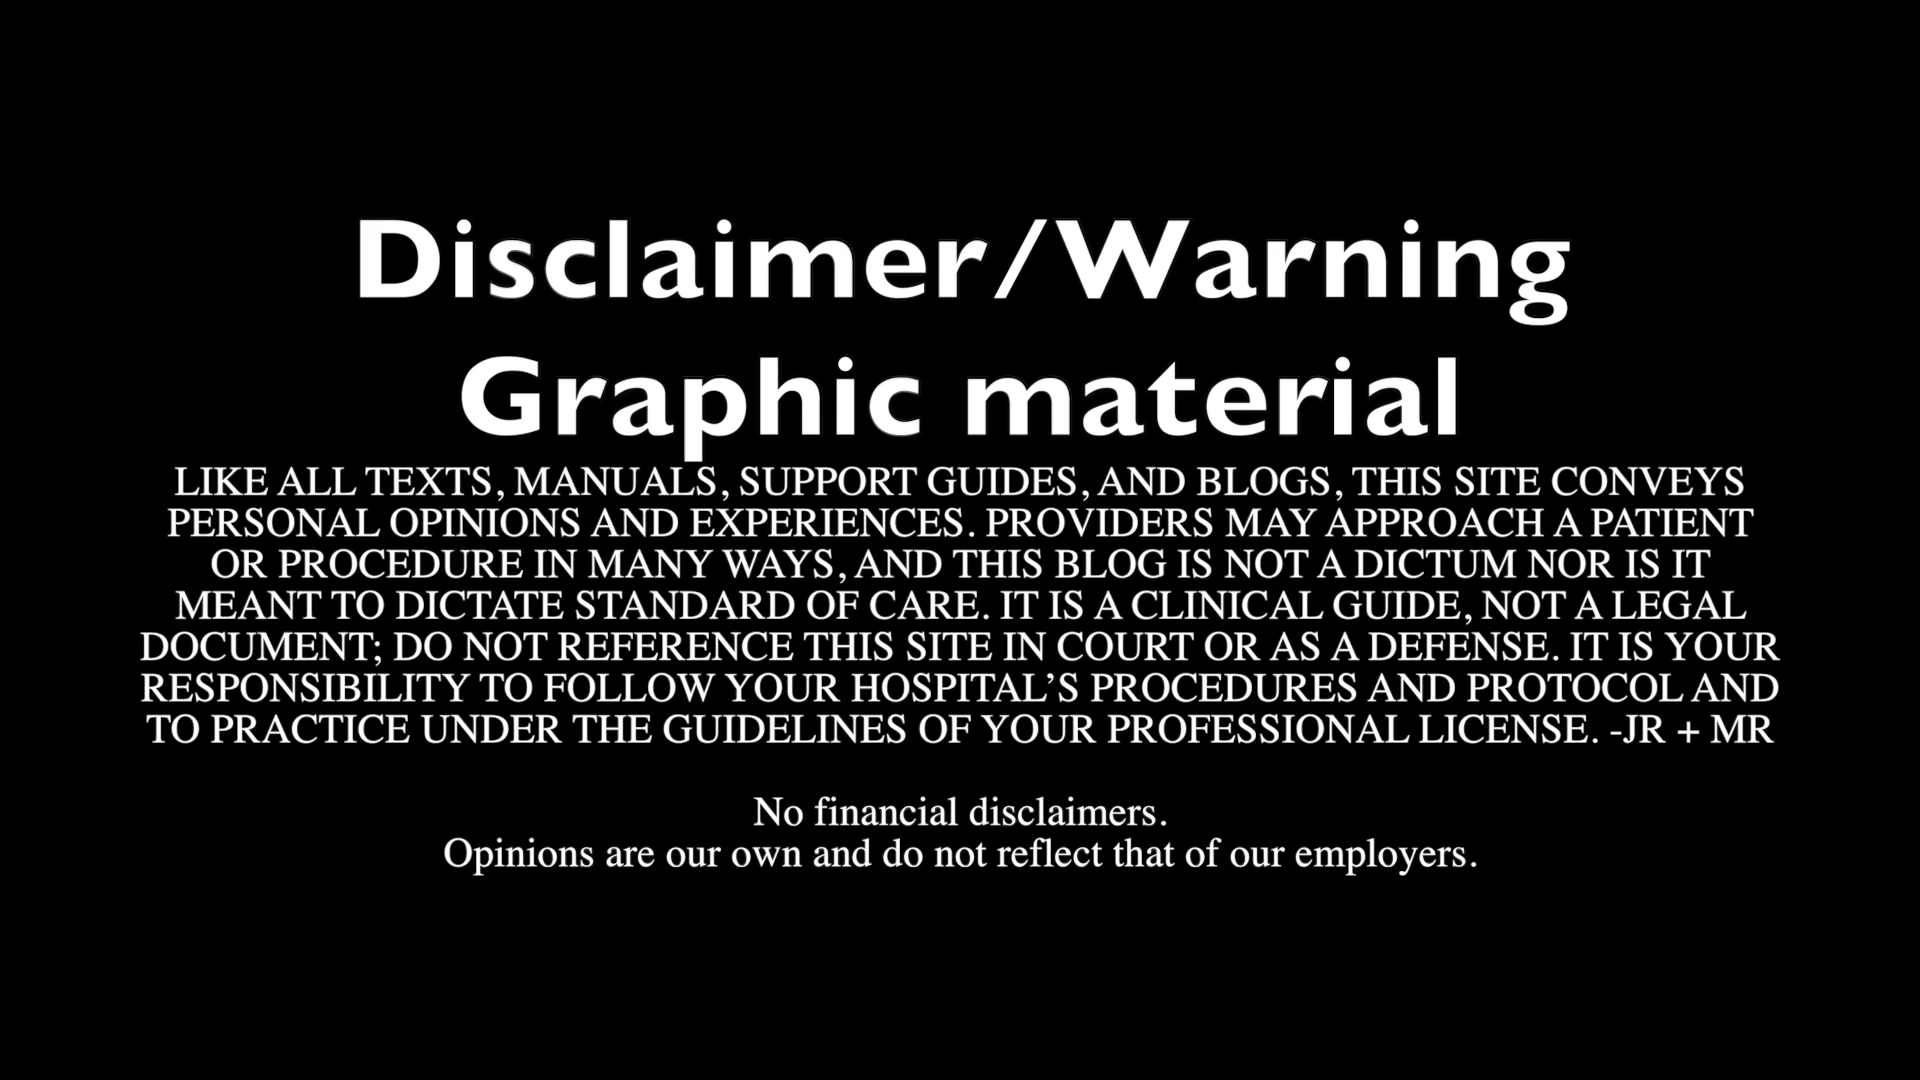 Disclaimer/Warning
Graphic material
LIKE ALL TEXTS, MANUALS, SUPPORT GUIDES, AND BLOGS, THIS SITE CONVEYS
PERSONAL OPINIONS AND EXPERIENCES. PROVIDERS MAY APPROACH A PATIENT
OR PROCEDURE IN MANY WAYS, AND THIS BLOG IS NOT A DICTUM NOR IS IT
MEANT TO DICTATE STANDARD OF CARE. IT IS A CLINICAL GUIDE, NOT A LEGAL
DOCUMENT; DO NOT REFERENCE THIS SITE IN COURT OR AS A DEFENSE. IT IS YOUR
RESPONSIBILITY TO FOLLOW YOUR HOSPITAL’S PROCEDURES AND PROTOCOL AND
TO PRACTICE UNDER THE GUIDELINES OF YOUR PROFESSIONAL LICENSE. -JR + MR
No financial disclaimers.
Opinions are our own and do not reflect that of our employers.